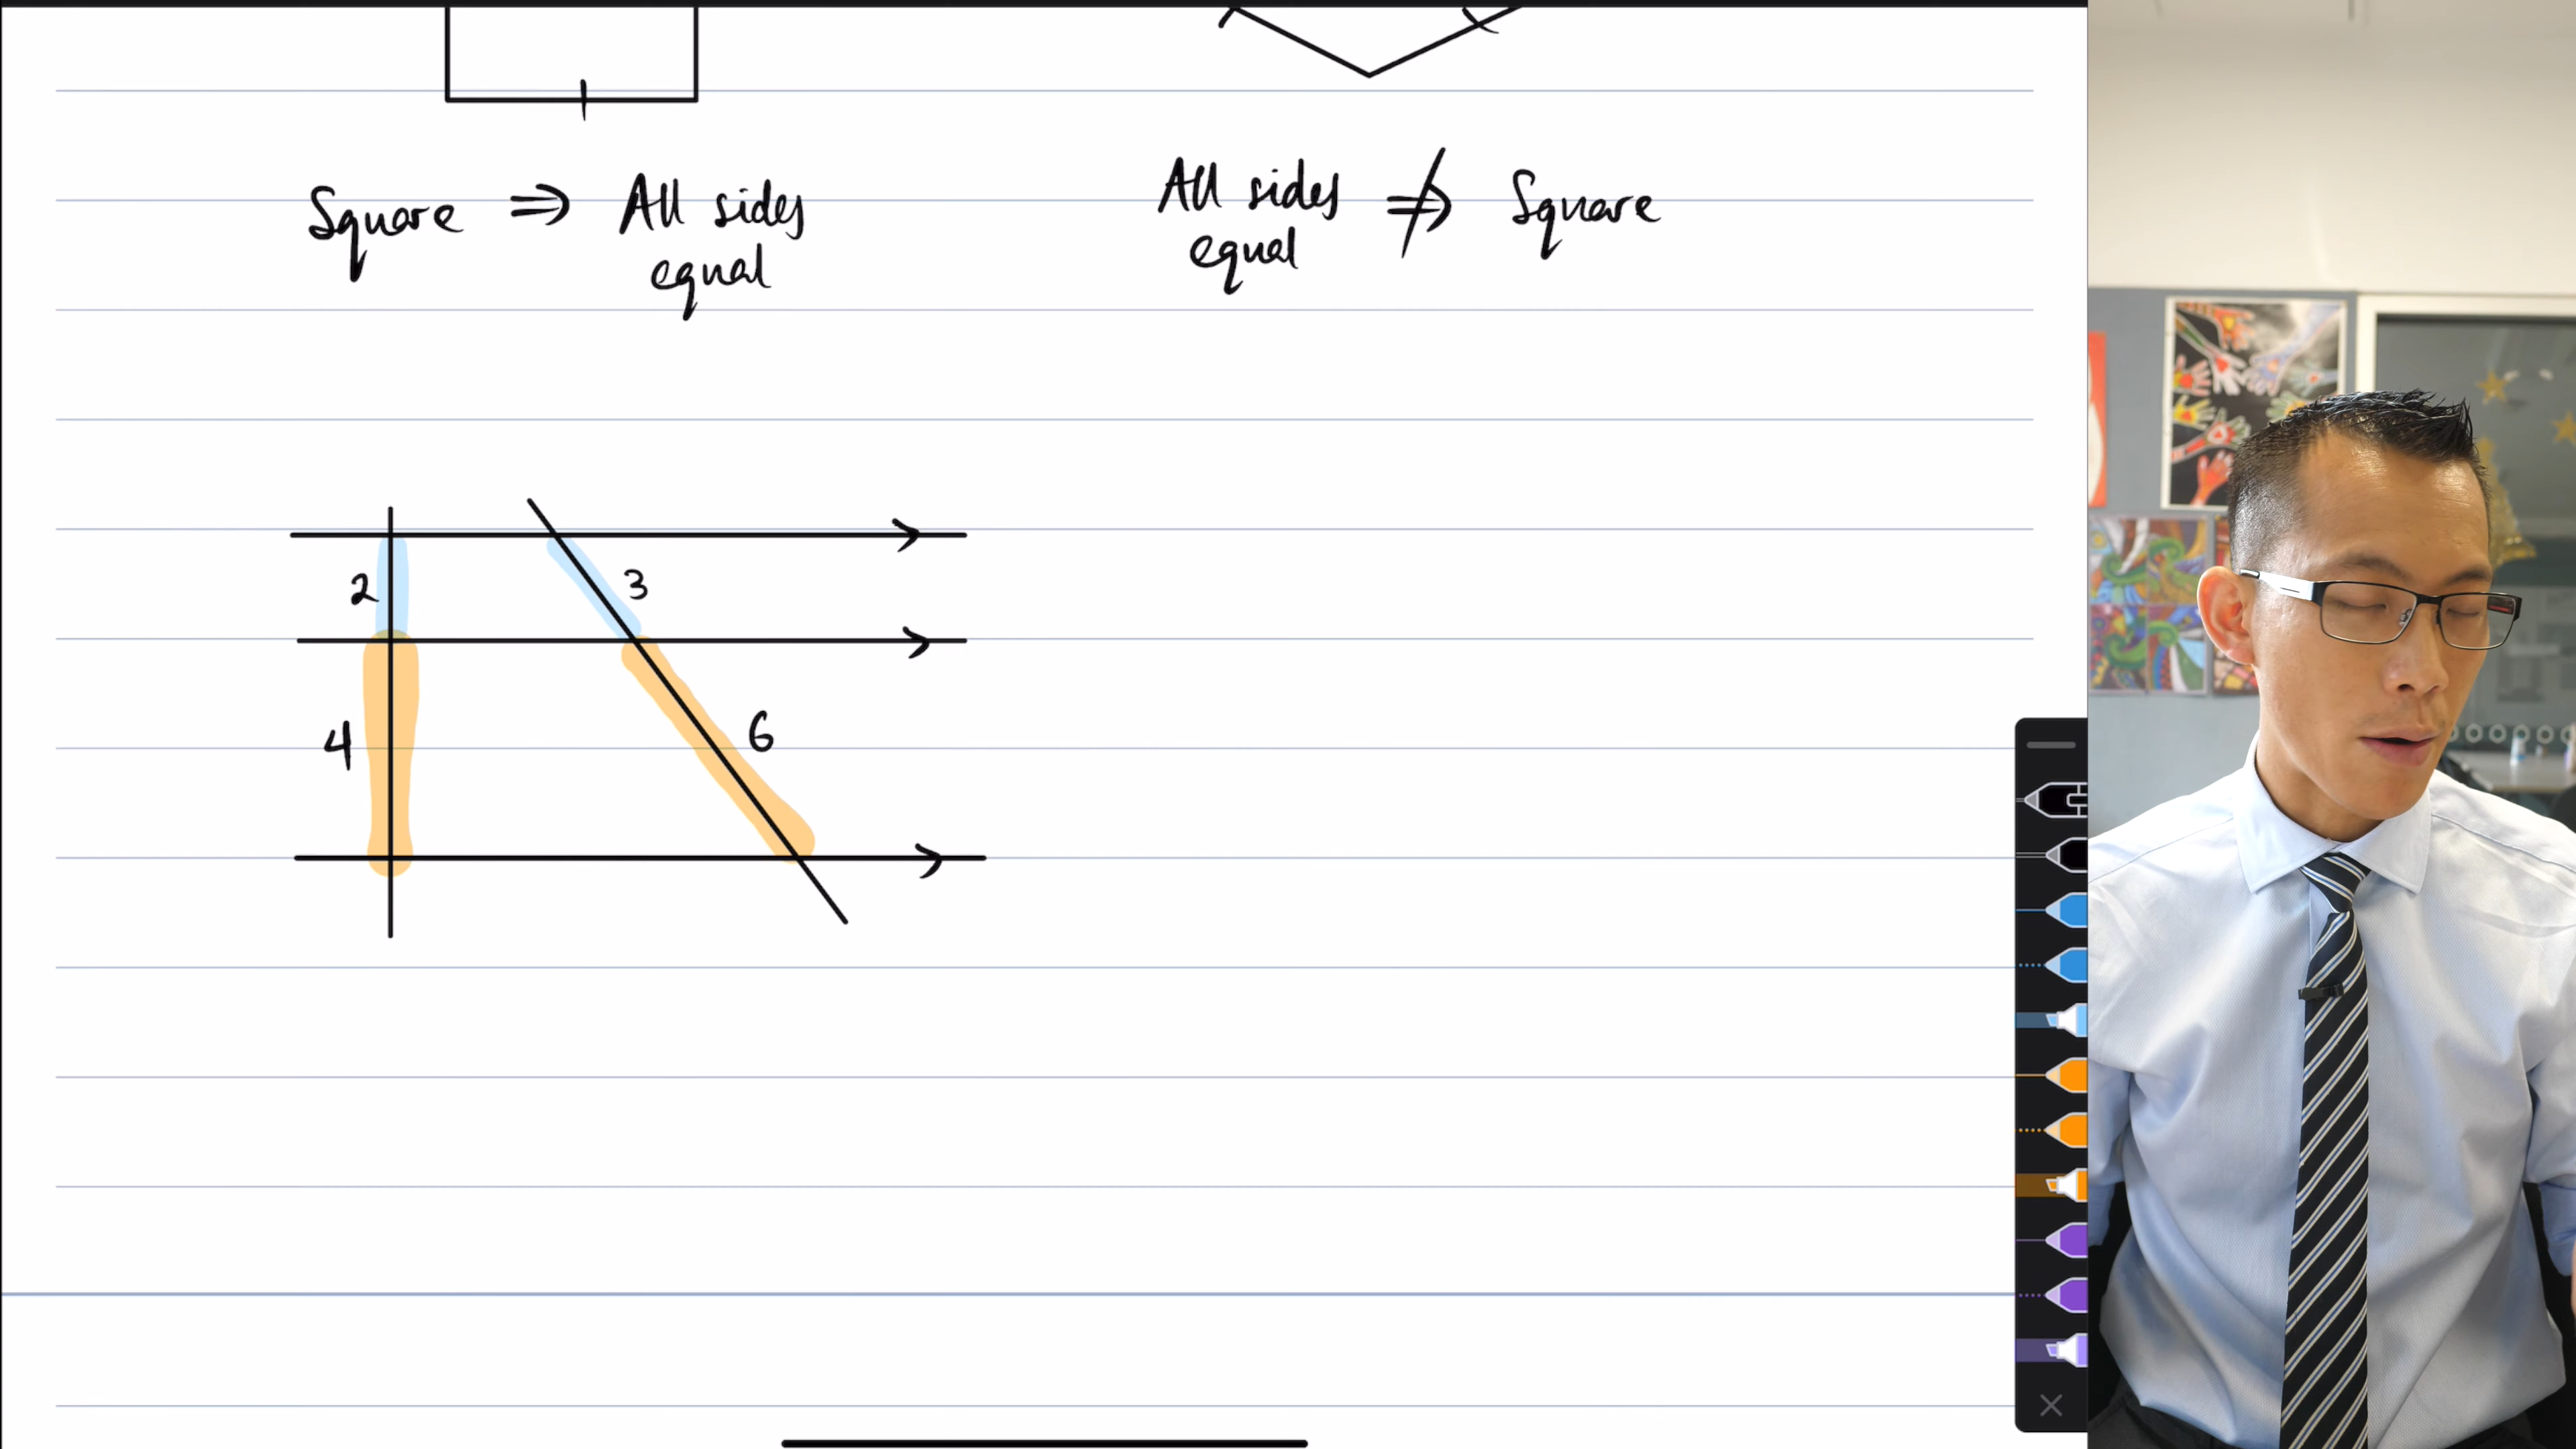 Square ⇒ All sides
equal
All sides ⇏ Square
equal
2
3
4
6